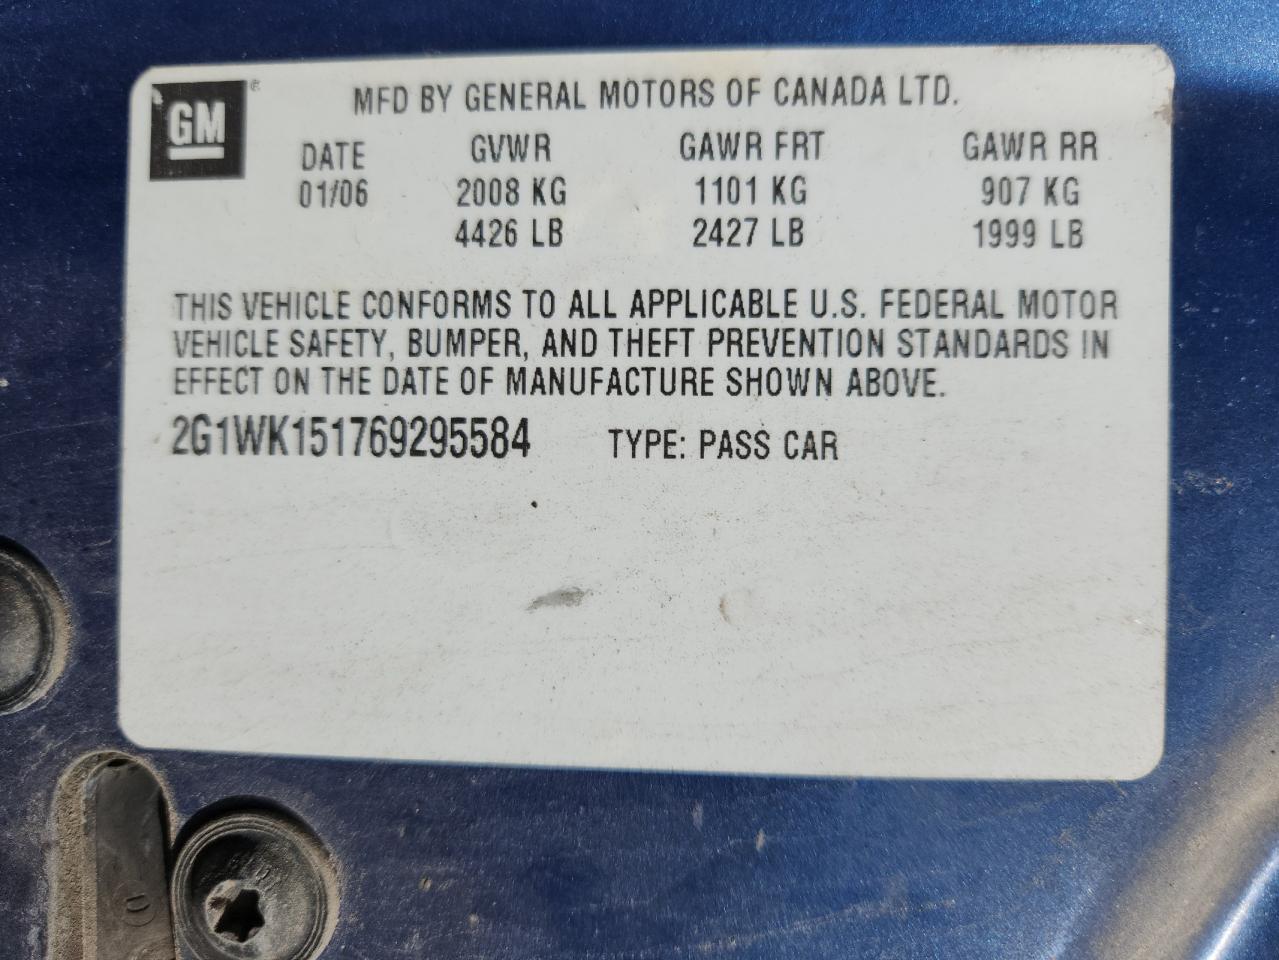 GM ®
MFD BY GENERAL MOTORS OF CANADA LTD.
DATE GVWR GAWR FRT GAWR RR
01/06 2008 KG 1101 KG 907 KG
4426 LB 2427 LB 1999 LB
THIS VEHICLE CONFORMS TO ALL APPLICABLE U.S. FEDERAL MOTOR
VEHICLE SAFETY, BUMPER, AND THEFT PREVENTION STANDARDS IN
EFFECT ON THE DATE OF MANUFACTURE SHOWN ABOVE.
2G1WK151769295584 TYPE: PASS CAR